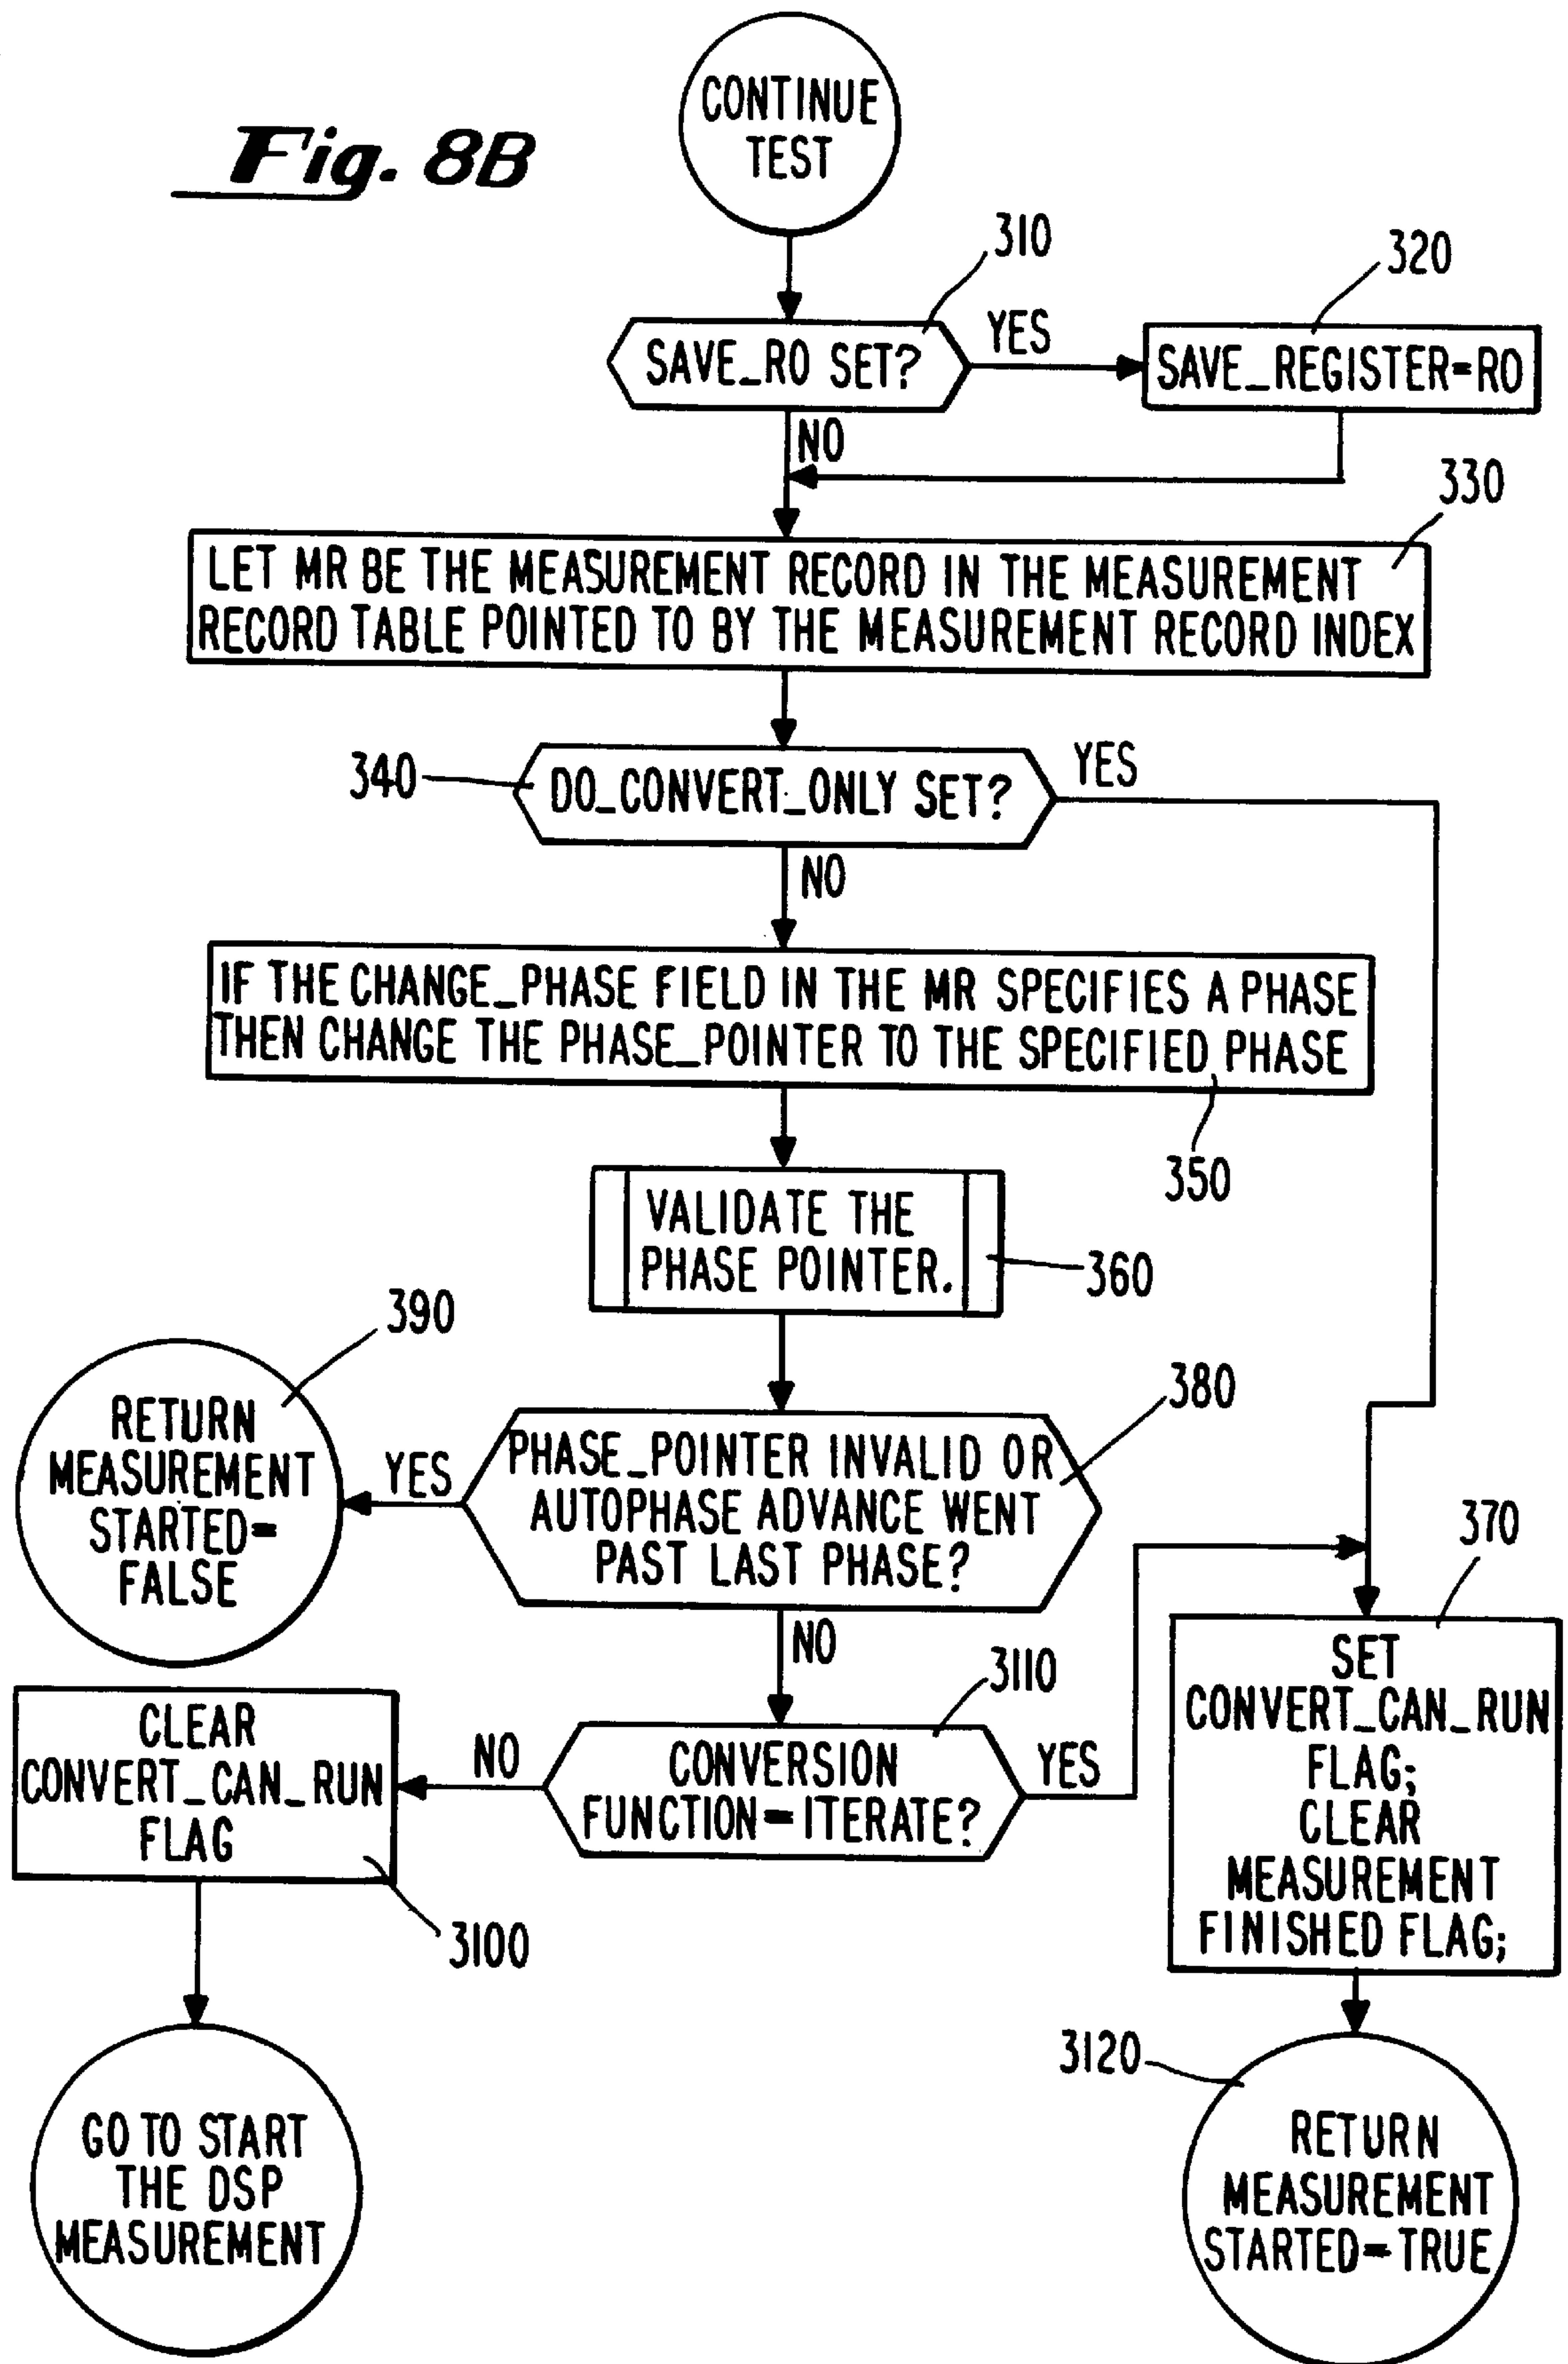 Fig. 8B
CONTINUE
TEST
310
320
SAVE_R0 SET?
YES
SAVE_REGISTER=R0
NO
330
LET MR BE THE MEASUREMENT RECORD IN THE MEASUREMENT
RECORD TABLE POINTED TO BY THE MEASUREMENT RECORD INDEX
340
DO_CONVERT_ONLY SET?
YES
NO
IF THE CHANGE_PHASE FIELD IN THE MR SPECIFIES A PHASE
THEN CHANGE THE PHASE_POINTER TO THE SPECIFIED PHASE
350
VALIDATE THE
PHASE POINTER.
360
390
RETURN
MEASUREMENT
STARTED=
FALSE
YES
380
PHASE_POINTER INVALID OR
AUTOPHASE ADVANCE WENT
PAST LAST PHASE?
NO
370
SET
CONVERT_CAN_RUN
FLAG;
CLEAR
MEASUREMENT
FINISHED FLAG;
3110
CONVERSION
FUNCTION=ITERATE?
YES
NO
CLEAR
CONVERT_CAN_RUN
FLAG
3100
GO TO START
THE DSP
MEASUREMENT
3120
RETURN
MEASUREMENT
STARTED=TRUE